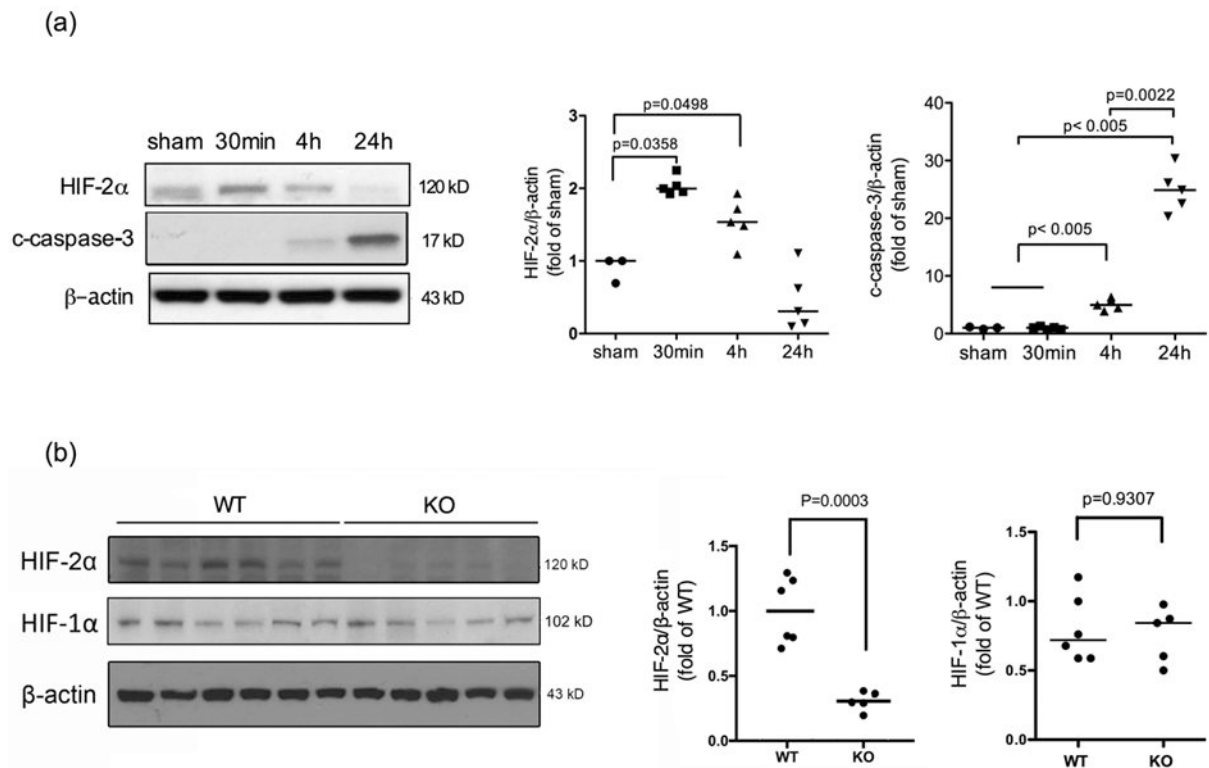 (a)
sham 30min 4h 24h
HIF-2α 120 kD
c-caspase-3 17 kD
β-actin 43 kD
HIF-2α/β-actin
(fold of sham)
3
2
1
0
p=0.0498
p=0.0358
sham 30min 4h 24h
c-caspase-3/β-actin
(fold of sham)
40
30
20
10
0
p=0.0022
p< 0.005
p< 0.005
sham 30min 4h 24h
(b)
WT KO
HIF-2α 120 kD
HIF-1α 102 kD
β-actin 43 kD
HIF-2α/β-actin
(fold of WT)
1.5
1.0
0.5
0.0
P=0.0003
WT KO
HIF-1α/β-actin
(fold of WT)
1.5
1.0
0.5
0.0
p=0.9307
WT KO